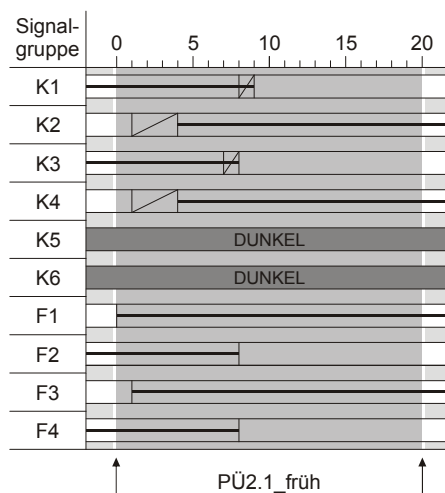 Signal-
gruppe
0 5 10 15 20
K1
K2
K3
K4
K5 DUNKEL
K6 DUNKEL
F1
F2
F3
F4
PÜ2.1_früh